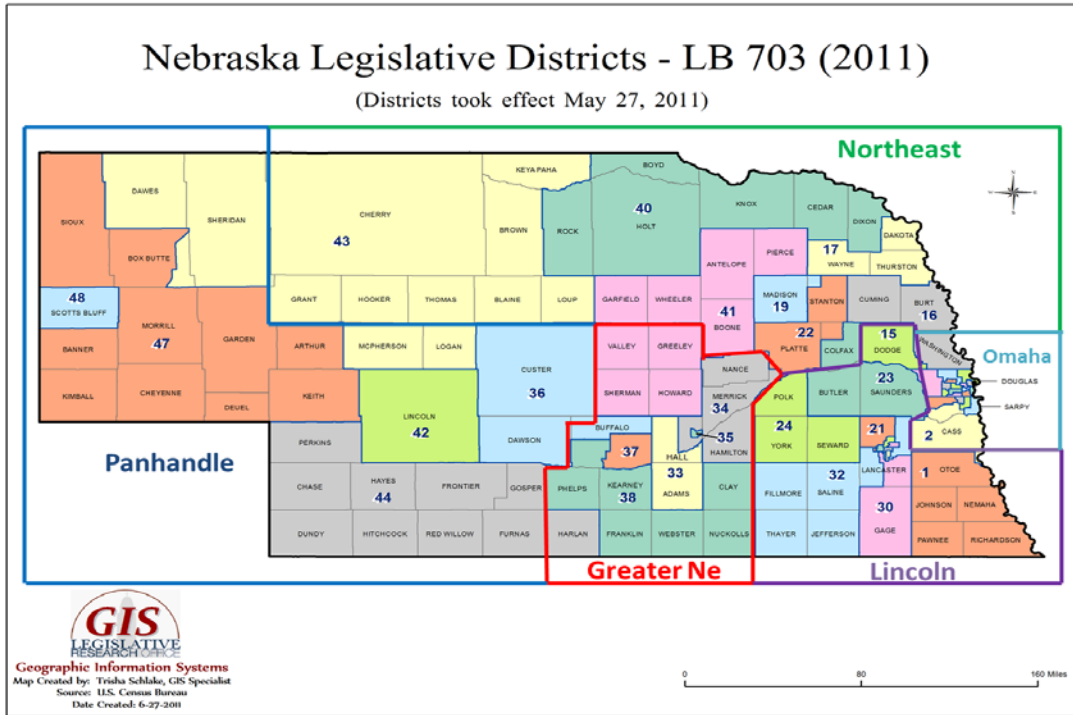 Nebraska Legislative Districts - LB 703 (2011)
(Districts took effect May 27, 2011)
Northeast
SIOUX
DAWES
SHERIDAN
BOX BUTTE
48
SCOTTS BLUFF
MORRILL
47
BANNER
GARDEN
KIMBALL
CHEYENNE
DEUEL
CHERRY
43
KEYA PAHA
BROWN
ROCK
BOYD
40
HOLT
KNOX
CEDAR
DIXON
DAKOTA
17
WAYNE
THURSTON
ANTELOPE
PIERCE
GRANT
HOOKER
THOMAS
BLAINE
LOUP
GARFIELD
WHEELER
41
BOONE
MADISON
19
STANTON
CUMING
BURT
16
WASHINGTON
22
PLATTE
COLFAX
15
DODGE
Omaha
DOUGLAS
SARPY
ARTHUR
MCPHERSON
LOGAN
KEITH
LINCOLN
42
CUSTER
36
DAWSON
VALLEY
GREELEY
SHERMAN
HOWARD
NANCE
MERRICK
34
35
HAMILTON
BUFFALO
37
HALL
33
ADAMS
POLK
24
YORK
BUTLER
23
SAUNDERS
SEWARD
21
LANCASTER
2
CASS
Panhandle
PERKINS
CHASE
HAYES
44
FRONTIER
GOSPER
DUNDY
HITCHCOCK
RED WILLOW
FURNAS
PHELPS
KEARNEY
38
CLAY
HARLAN
FRANKLIN
WEBSTER
NUCKOLLS
FILLMORE
32
SALINE
THAYER
JEFFERSON
30
GAGE
1
OTOE
JOHNSON
NEMAHA
PAWNEE
RICHARDSON
Greater Ne
Lincoln
GIS
LEGISLATIVE
RESEARCH OFFICE
Geographic Information Systems
Map Created by: Trisha Schlake, GIS Specialist
Source: U.S. Census Bureau
Date Created: 6-27-2011
0
80
160 Miles